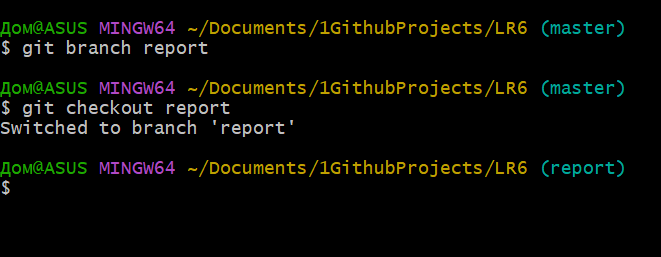 Дом@ASUS MINGW64 ~/Documents/1GithubProjects/LR6 (master)
$ git branch report
Дом@ASUS MINGW64 ~/Documents/1GithubProjects/LR6 (master)
$ git checkout report
Switched to branch 'report'
Дом@ASUS MINGW64 ~/Documents/1GithubProjects/LR6 (report)
$